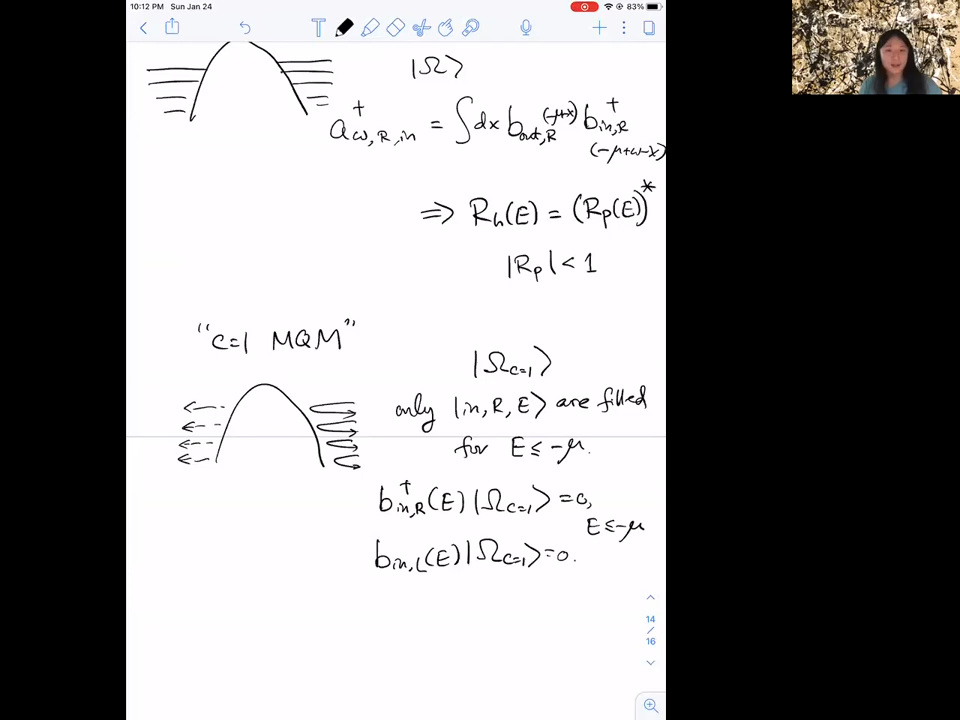 10:12 PM Sun Jan 24
83%
|Ω⟩
a†ω,R,in = ∫dx b out,R (-μ+x) b†in,R (-μ+ω-x)
⇒ Rh(E) = (Rp(E))*
|Rp| < 1
"c=1 MQM"
|Ωc=1⟩
only |in, R, E⟩ are filled
for E ≤ -μ.
b†in,R(E) |Ωc=1⟩ = 0,
E ≤ -μ
bin,L(E) |Ωc=1⟩ = 0.
14
/
16